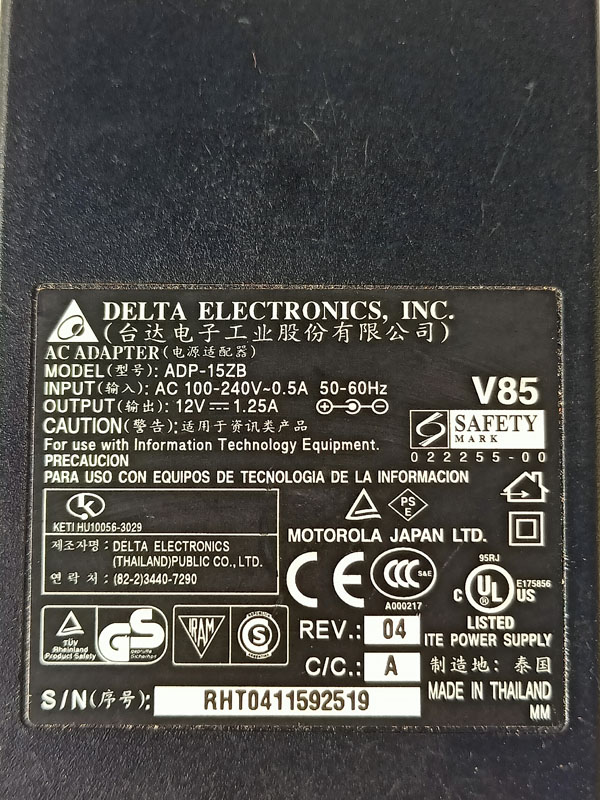 DELTA ELECTRONICS, INC.
(台达电子工业股份有限公司)
AC ADAPTER(电源适配器)
MODEL(型号): ADP-15ZB
INPUT(输入): AC 100-240V~0.5A 50-60Hz
OUTPUT(输出): 12V⎓1.25A
V85
CAUTION(警告):适用于资讯类产品
SAFETY
MARK
For use with Information Technology Equipment.
022255-00
PRECAUCION
PARA USO CON EQUIPOS DE TECNOLOGIA DE LA INFORMACION
K
KETI HU10056-3029
PS
E
MOTOROLA JAPAN LTD.
제조자명 : DELTA ELECTRONICS
(THAILAND)PUBLIC CO., LTD.
연 락 처 : (82-2)3440-7290
CE
CCC
S&E
A000217
95RJ
c UL US
E175856
LISTED
ITE POWER SUPPLY
TÜV
Rheinland
Product Safety
GS
geprüfte
Sicherheit
IRAM
S
REV.: 04
C/C.: A
制造地: 泰国
MADE IN THAILAND
MM
S/N(序号): RHT0411592519